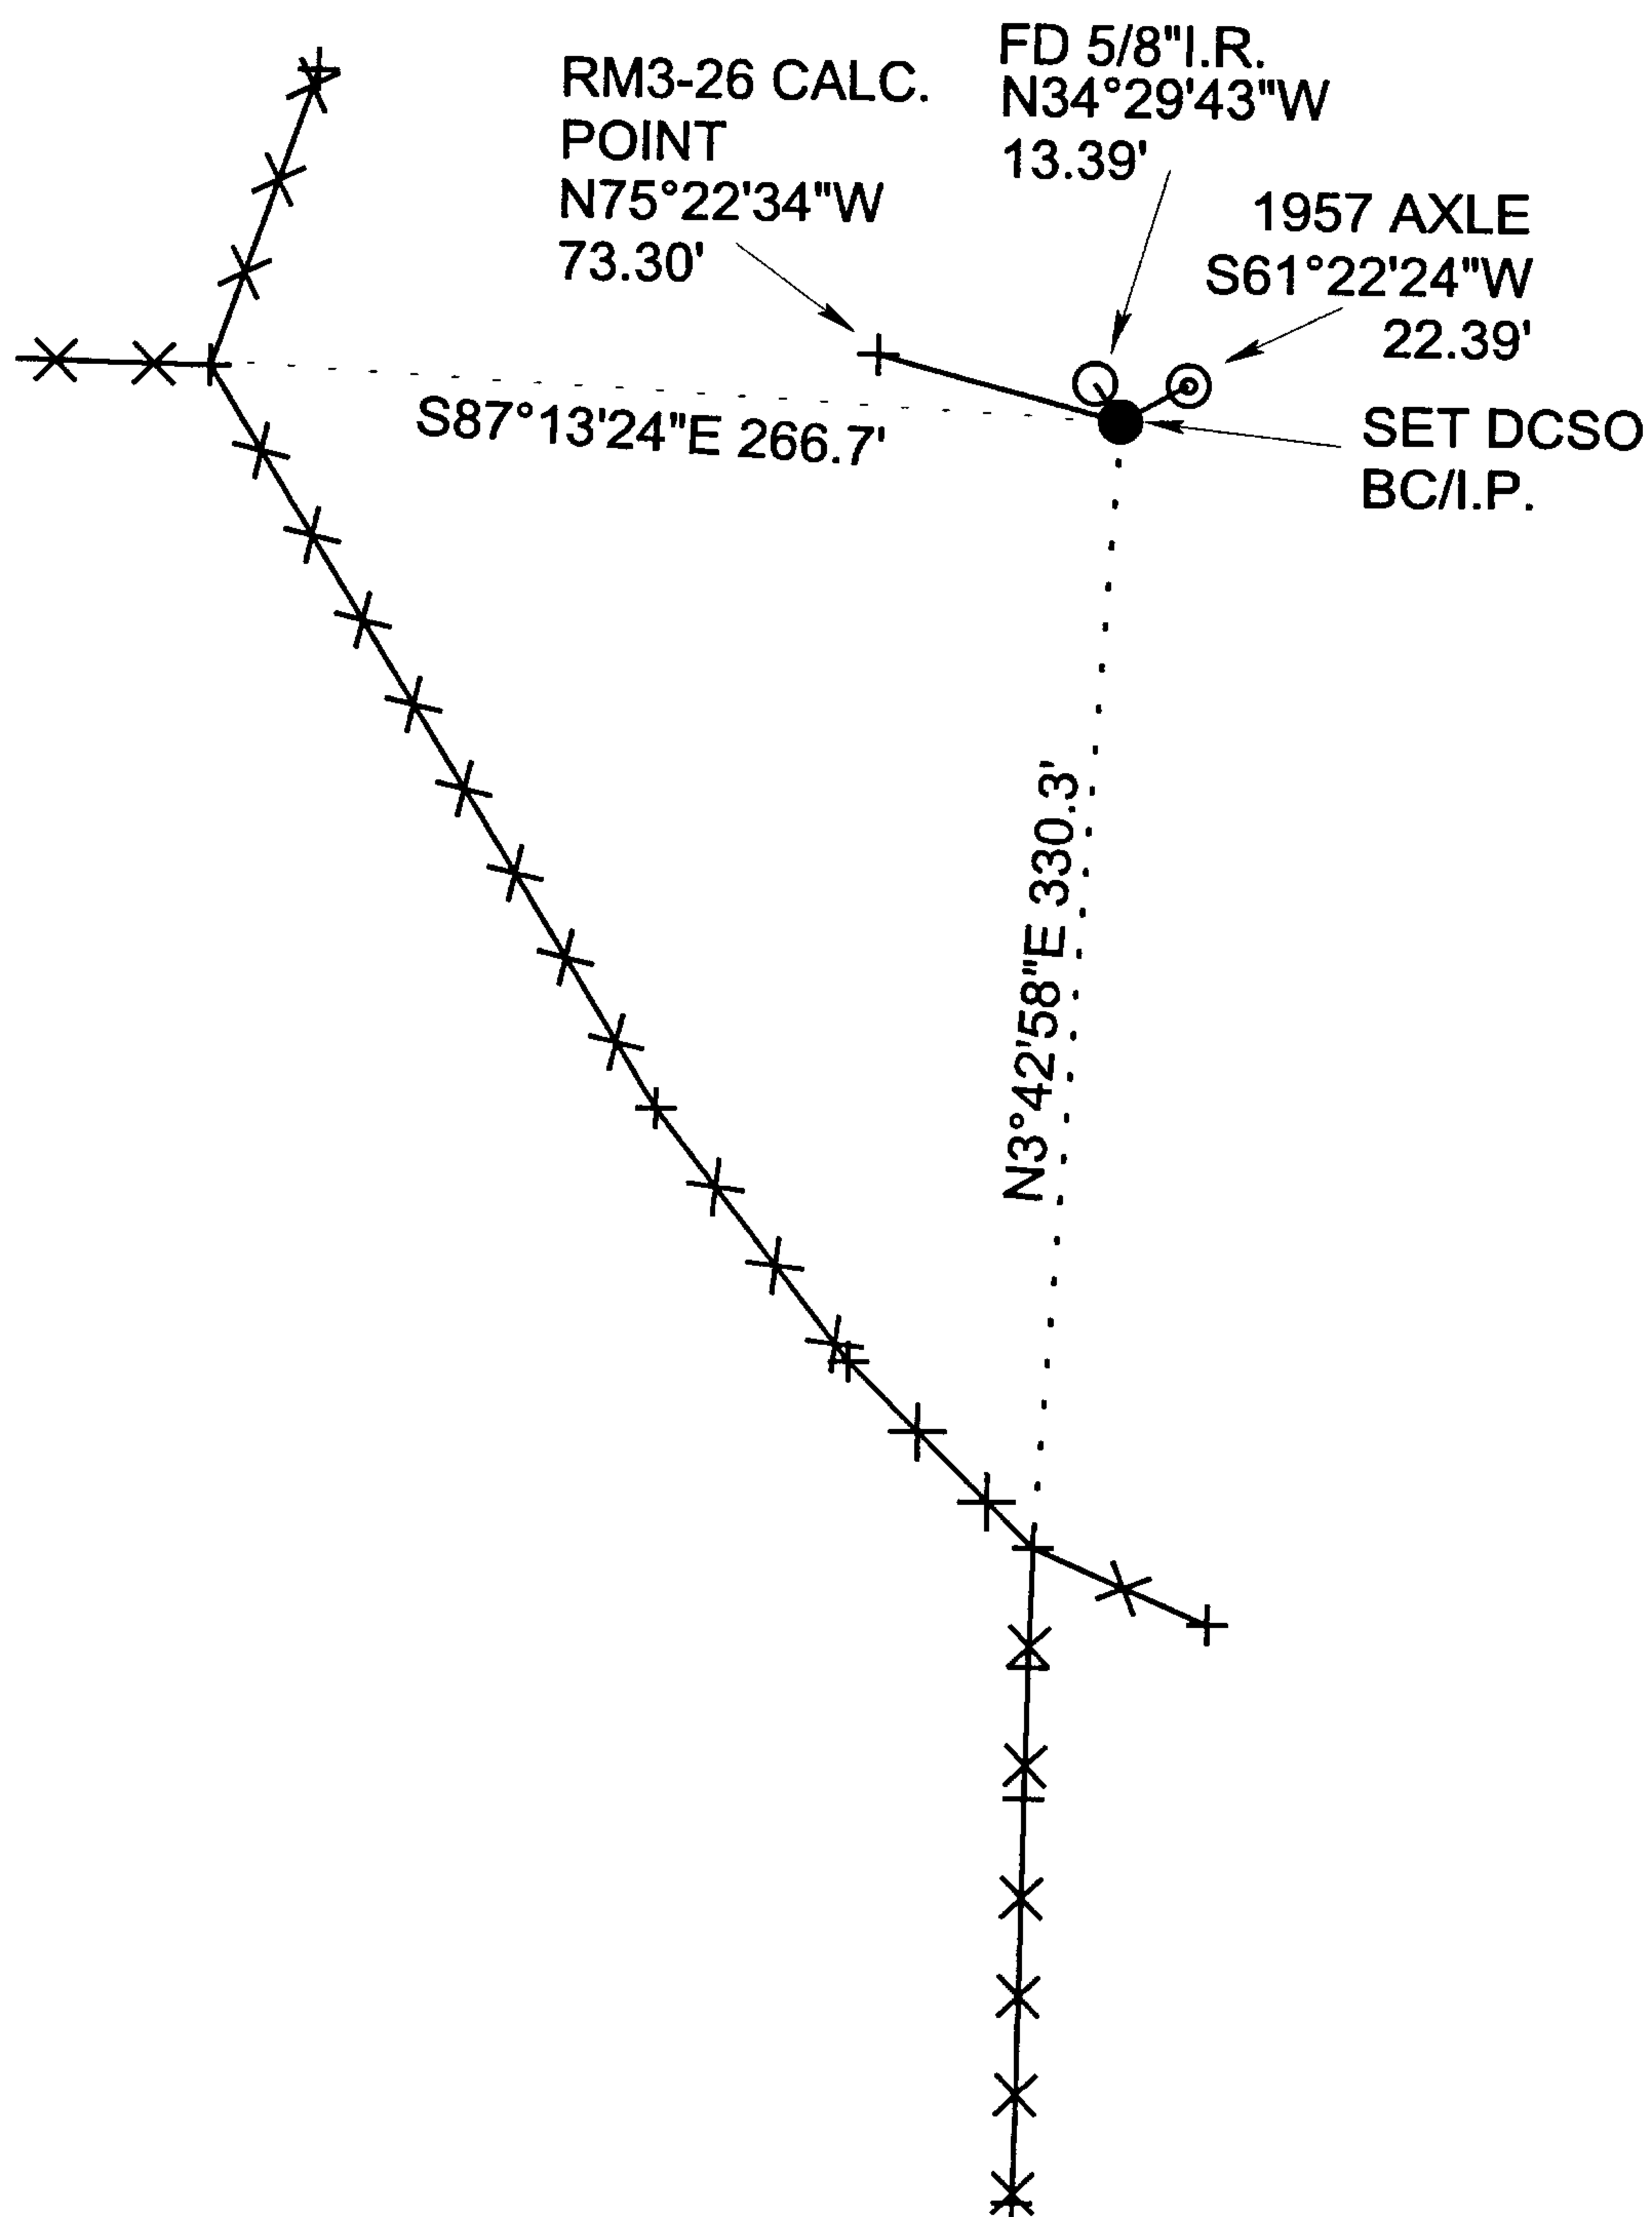 RM3-26 CALC.
POINT
N75°22'34"W
73.30'
FD 5/8"I.R.
N34°29'43"W
13.39'
1957 AXLE
S61°22'24"W
22.39'
SET DCSO
BC/I.P.
S87°13'24"E 266.7'
N3°42'58"E 330.3'